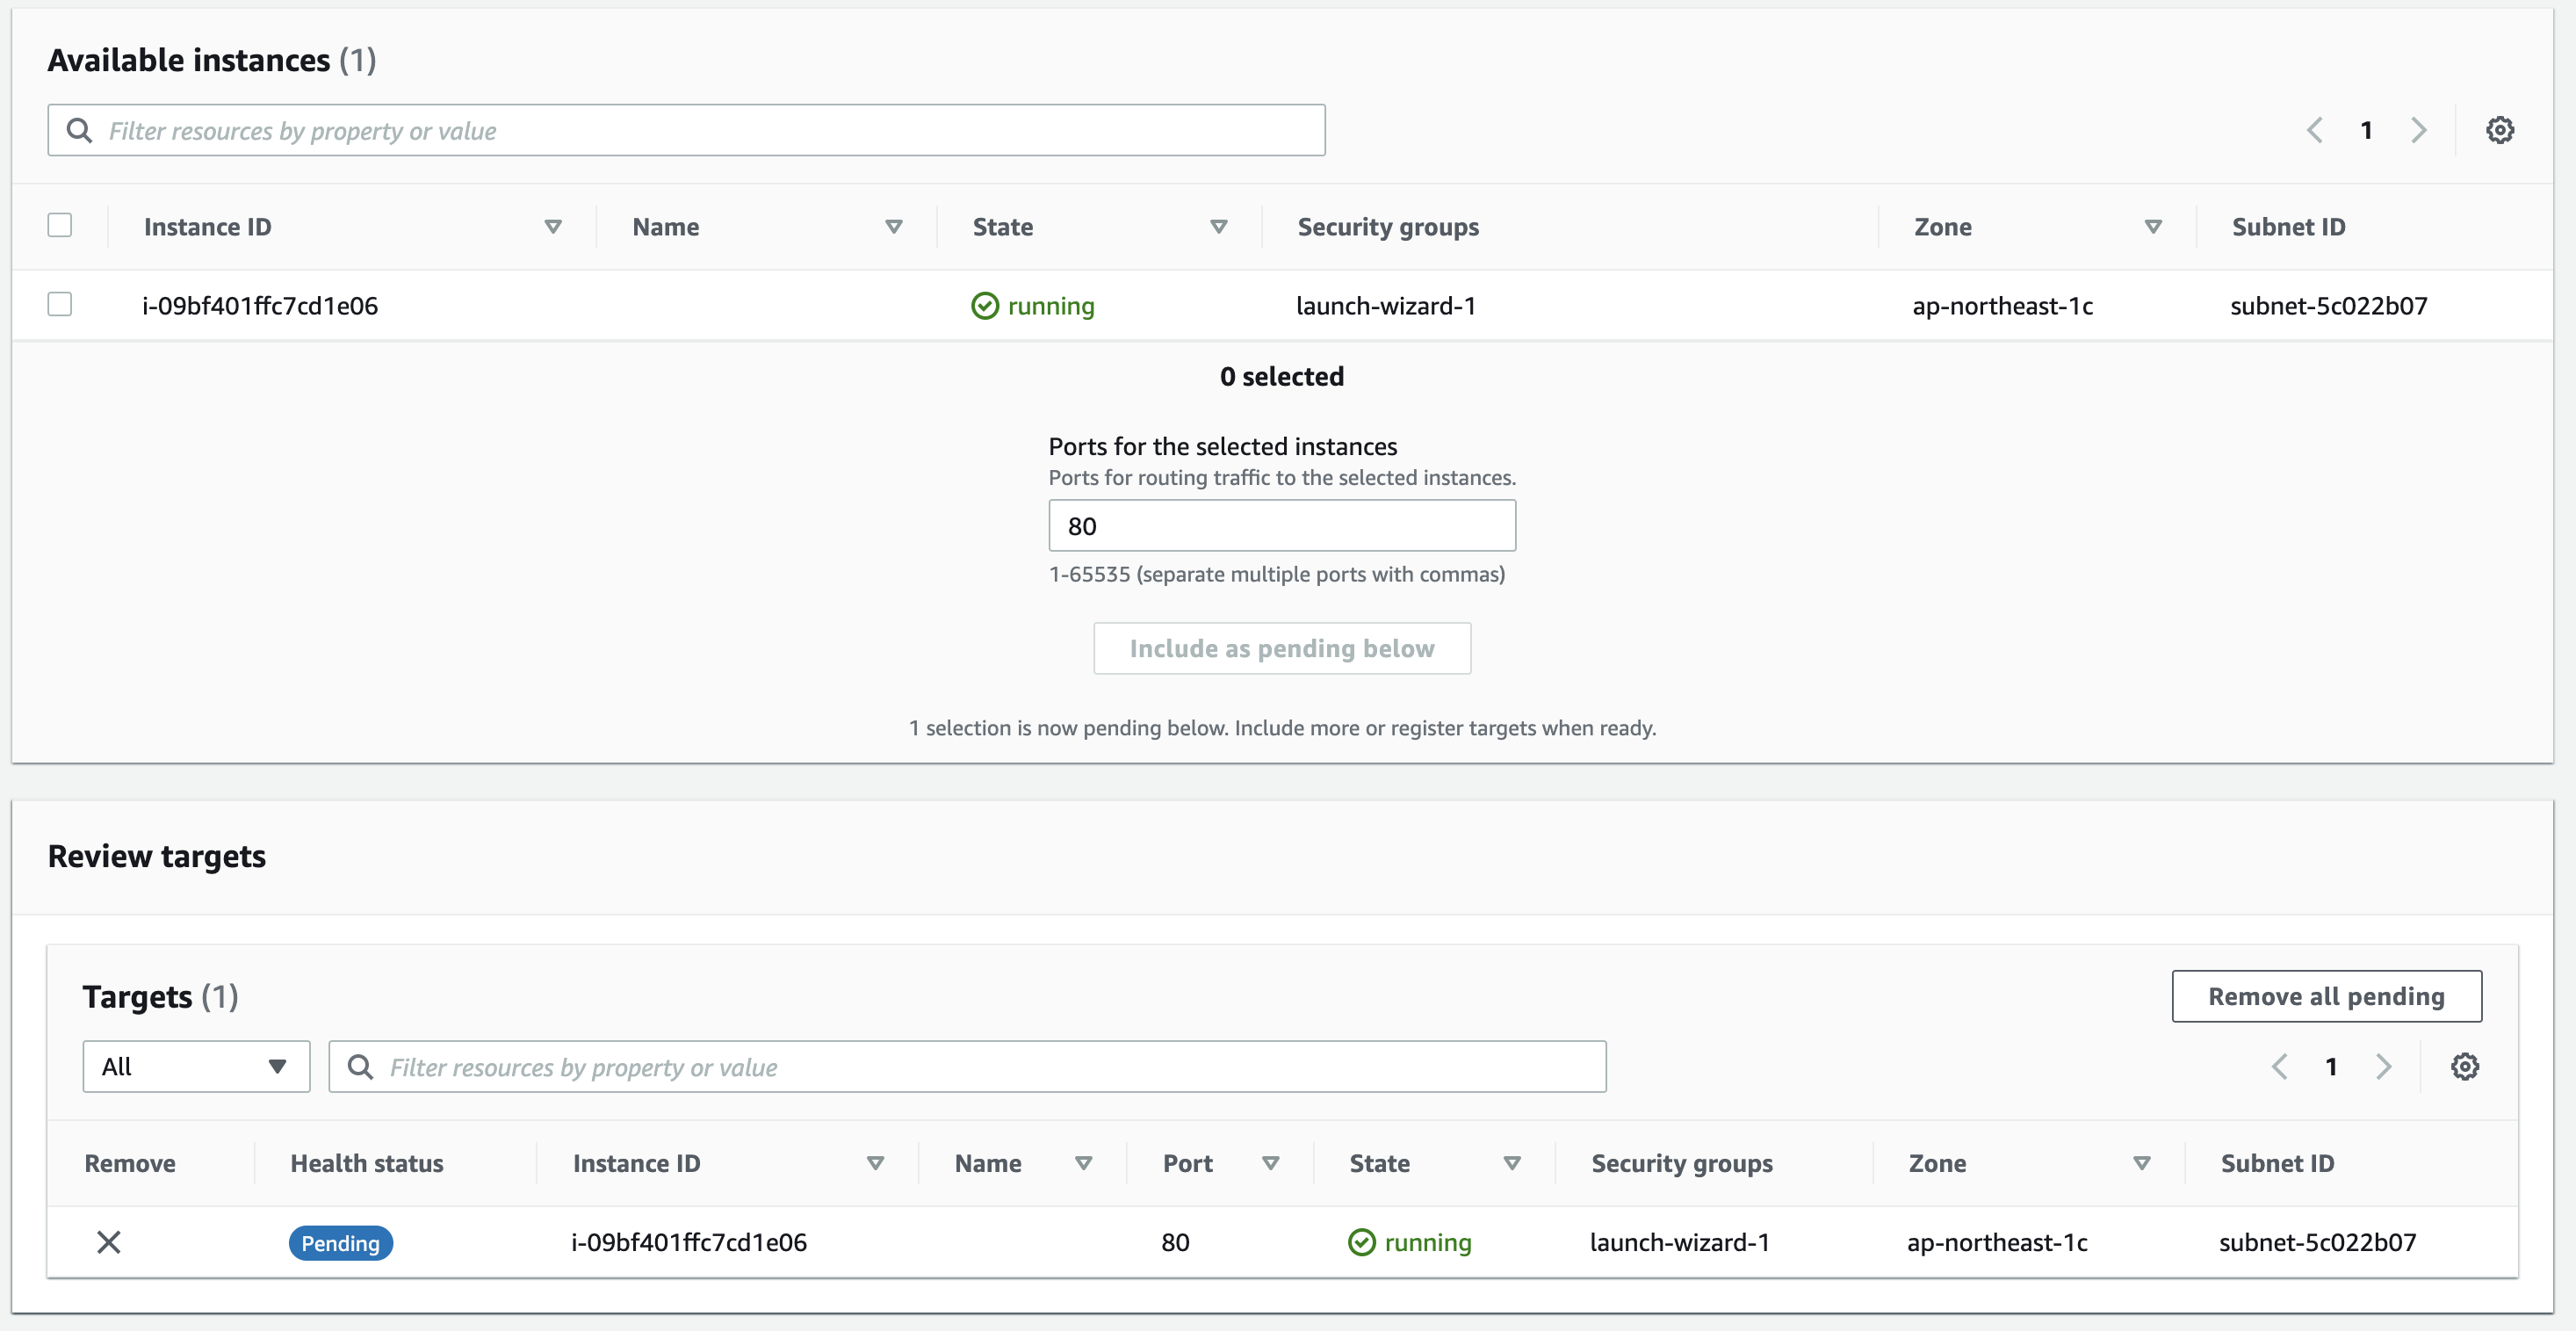 Available instances (1)
Filter resources by property or value
1
Instance ID Name State Security groups Zone Subnet ID
i-09bf401ffc7cd1e06 running launch-wizard-1 ap-northeast-1c subnet-5c022b07
0 selected
Ports for the selected instances
Ports for routing traffic to the selected instances.
80
1-65535 (separate multiple ports with commas)
Include as pending below
1 selection is now pending below. Include more or register targets when ready.
Review targets
Targets (1)
Remove all pending
All
Filter resources by property or value
1
Remove Health status Instance ID Name Port State Security groups Zone Subnet ID
Pending i-09bf401ffc7cd1e06 80 running launch-wizard-1 ap-northeast-1c subnet-5c022b07